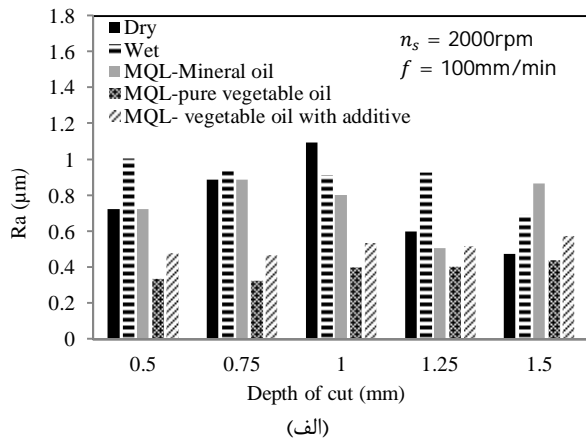 1.8
1.6
1.4
1.2
1
0.8
0.6
0.4
0.2
0
Ra (µm)
Dry
Wet
MQL-Mineral oil
MQL-pure vegetable oil
MQL- vegetable oil with additive
n_s = 2000rpm
f = 100mm/min
0.5 0.75 1 1.25 1.5
Depth of cut (mm)
(الف)